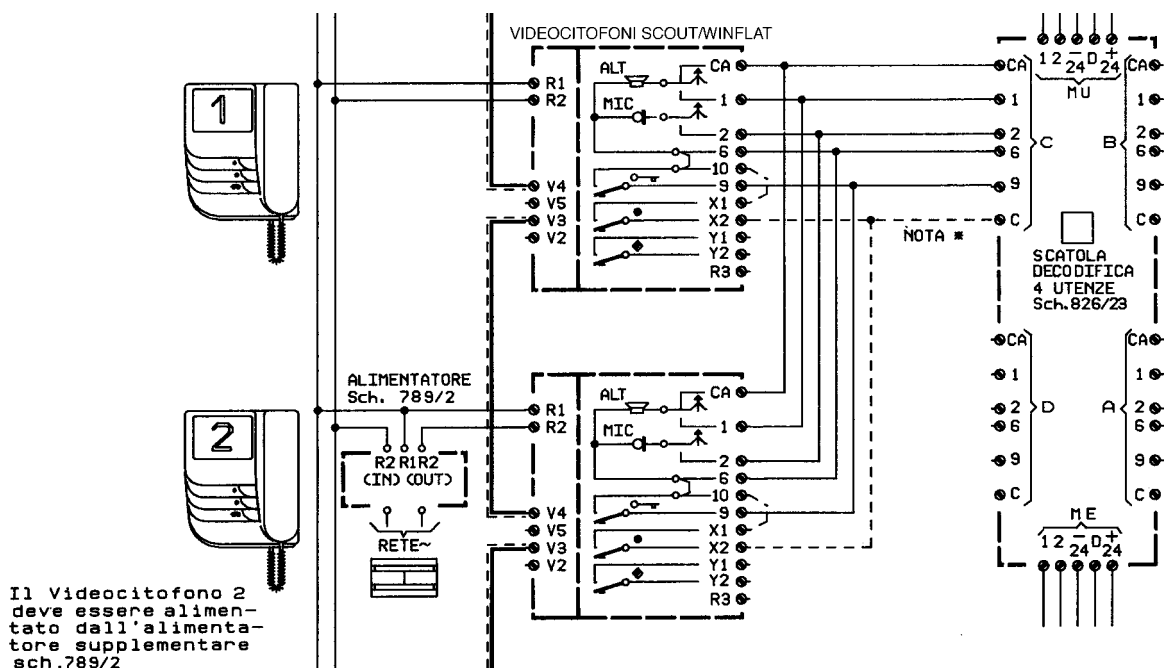 VIDEOCITOFONI SCOUT/WINFLAT
1
R1
R2
V4
V5
V3
V2
ALT
MIC
CA
1
2
6
10
9
X1
X2
Y1
Y2
R3
NOTA *
12 24 D 24
- +
MU
CA
1
2
6
9
C
C
CA
1
2
6
9
C
B
SCATOLA
DECODIFICA
4 UTENZE
Sch.826/23
CA
1
2
6
9
C
D
CA
1
2
6
9
C
A
ME
12 24 D 24
- +
2
ALIMENTATORE
Sch. 789/2
R2 R1 R2
(IN) (OUT)
RETE~
R1
R2
V4
V5
V3
V2
ALT
MIC
CA
1
2
6
10
9
X1
X2
Y1
Y2
R3
Il Videocitofono 2
deve essere alimen-
tato dall'alimenta-
tore supplementare
sch.789/2